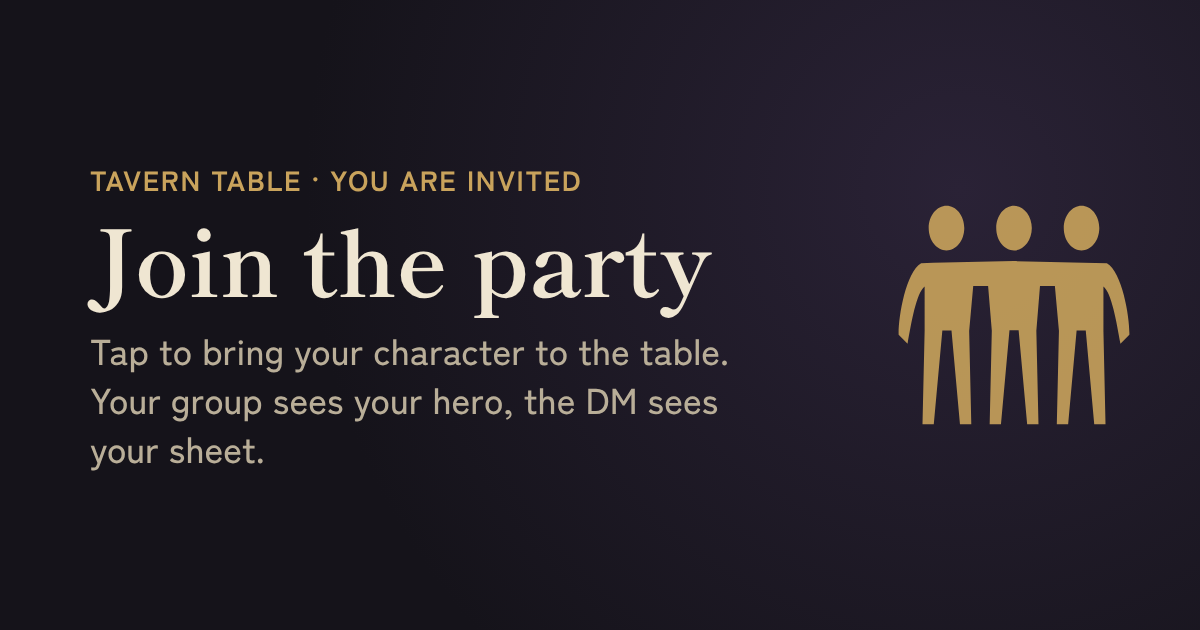 TAVERN TABLE · YOU ARE INVITED
Join the party
Tap to bring your character to the table.
Your group sees your hero, the DM sees
your sheet.